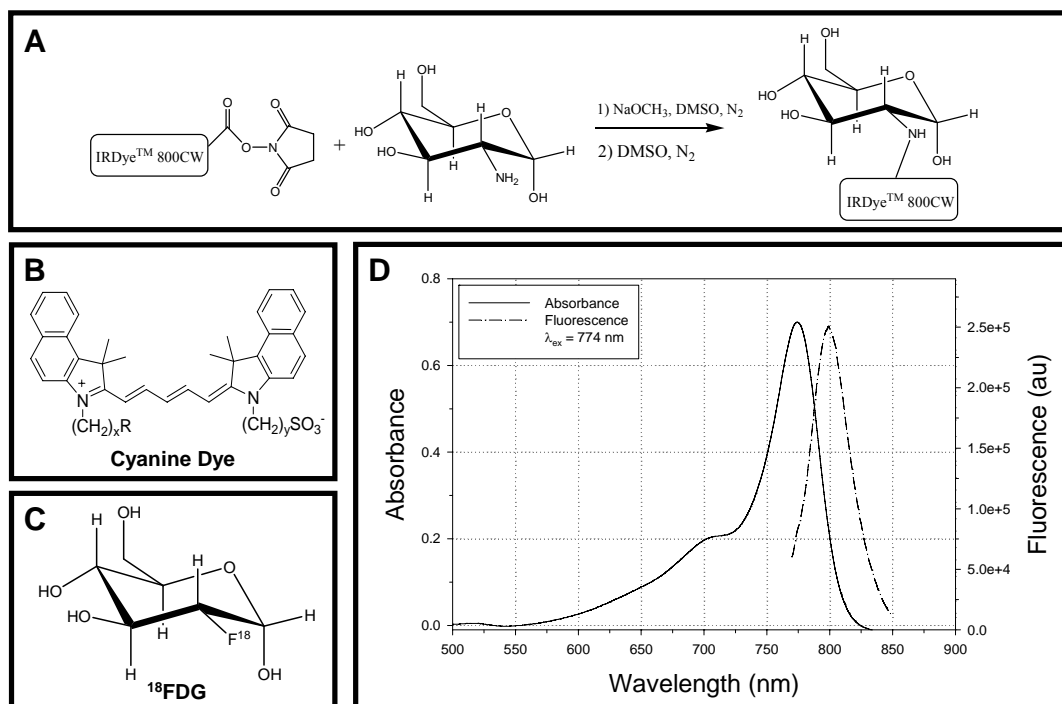 A
IRDye™ 800CW
O
O
N
O
O
+
H
OH
H
O
HO
HO
H
H
NH₂
OH
H
1) NaOCH₃, DMSO, N₂
2) DMSO, N₂
H
OH
H
O
HO
HO
H
H
NH
OH
H
IRDye™ 800CW
B
N
+
(CH₂)ₓR
N
(CH₂)ᵧSO₃⁻
Cyanine Dye
C
H
OH
H
O
HO
HO
H
H
F¹⁸
H
OH
¹⁸FDG
D
Absorbance
Fluorescence
λex = 774 nm
0.8
0.6
0.4
0.2
0.0
Absorbance
2.5e+5
2.0e+5
1.5e+5
1.0e+5
5.0e+4
0.0
Fluorescence (au)
500 550 600 650 700 750 800 850 900
Wavelength (nm)